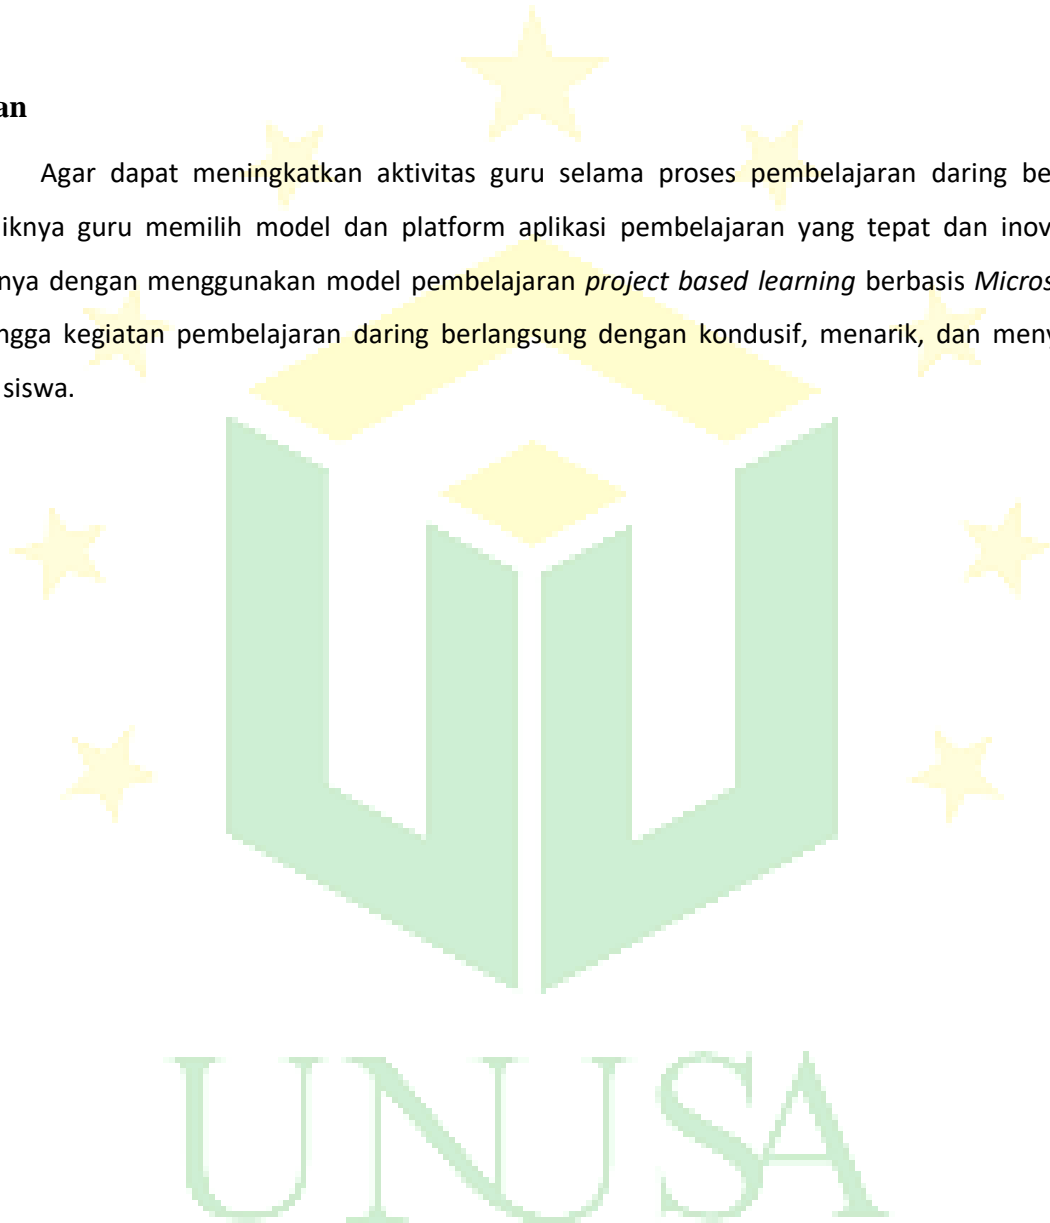 an
Agar dapat meningkatkan aktivitas guru selama proses pembelajaran daring be
iknya guru memilih model dan platform aplikasi pembelajaran yang tepat dan inov
nya dengan menggunakan model pembelajaran project based learning berbasis Micros
ngga kegiatan pembelajaran daring berlangsung dengan kondusif, menarik, dan meny
siswa.
UNUSA